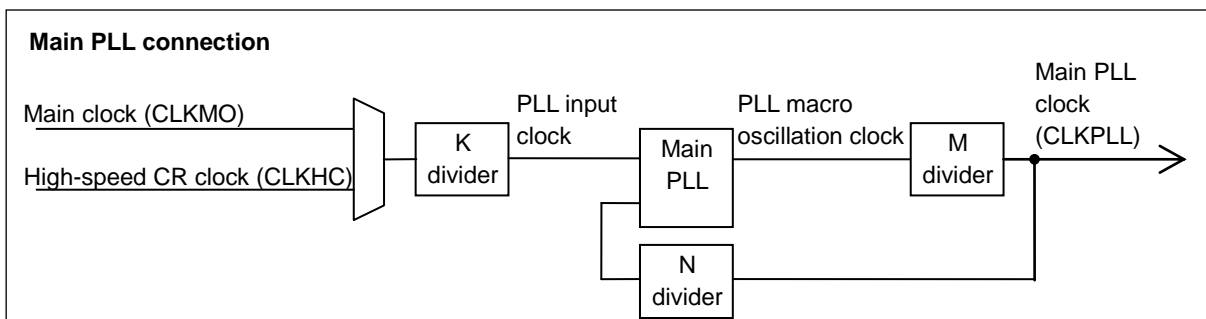 Main PLL connection
Main clock (CLKMO)
High-speed CR clock (CLKHC)
K
divider
PLL input
clock
Main
PLL
PLL macro
oscillation clock
M
divider
Main PLL
clock
(CLKPLL)
N
divider